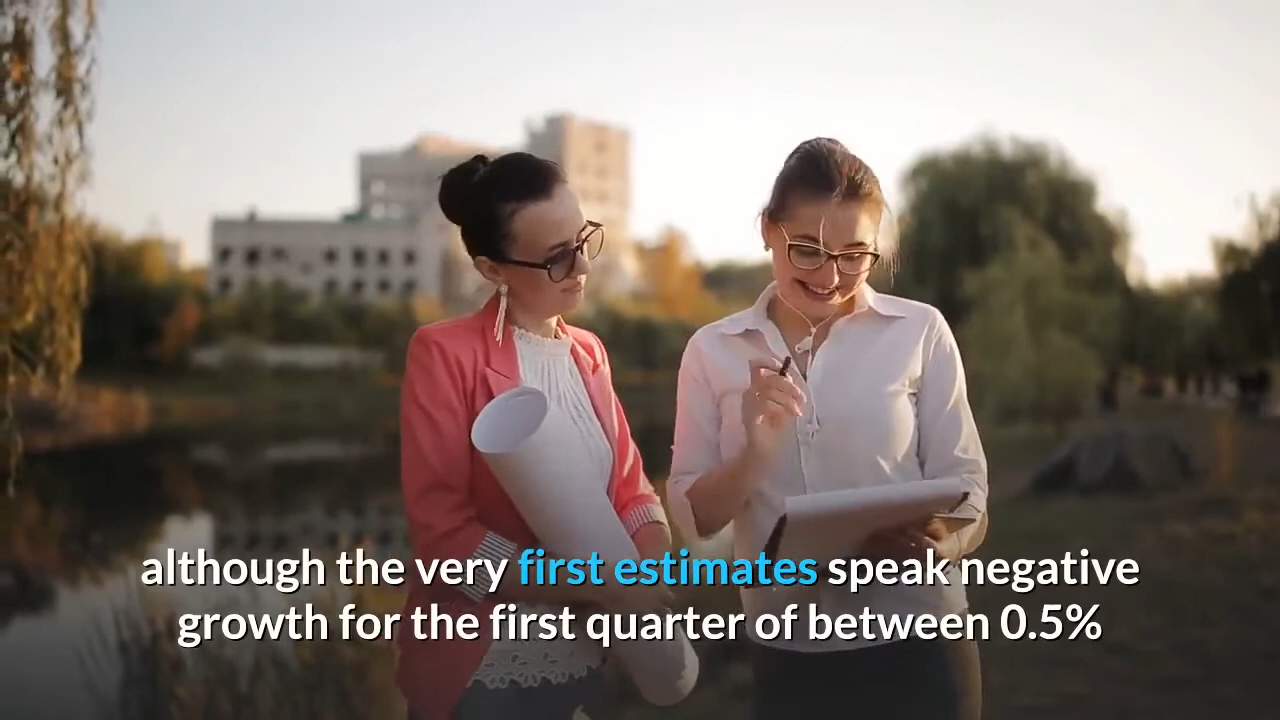 although the very first estimates speak negative
growth for the first quarter of between 0.5%